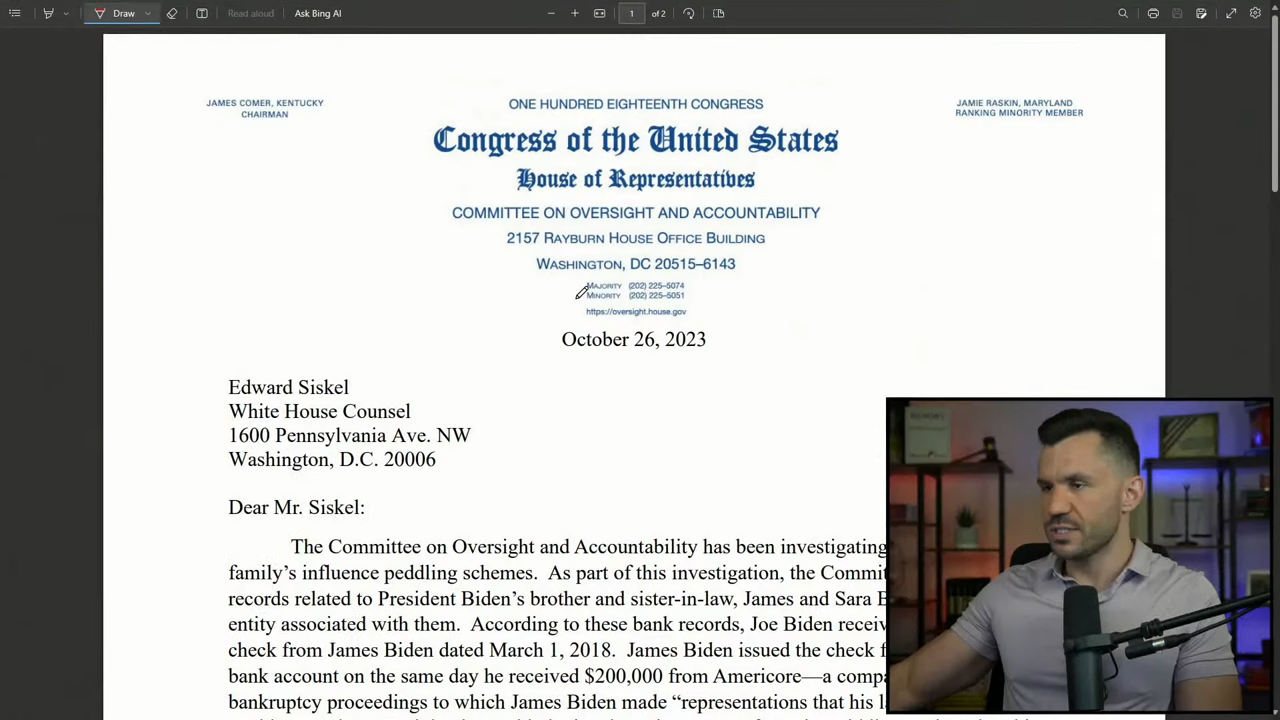 Draw
Read aloud
Ask Bing AI
1
of 2
JAMES COMER, KENTUCKY
CHAIRMAN
ONE HUNDRED EIGHTEENTH CONGRESS
JAMIE RASKIN, MARYLAND
RANKING MINORITY MEMBER
Congress of the United States
House of Representatives
COMMITTEE ON OVERSIGHT AND ACCOUNTABILITY
2157 RAYBURN HOUSE OFFICE BUILDING
WASHINGTON, DC 20515–6143
MAJORITY (202) 225–5074
MINORITY (202) 225–5051
https://oversight.house.gov
October 26, 2023
Edward Siskel
White House Counsel
1600 Pennsylvania Ave. NW
Washington, D.C. 20006
Dear Mr. Siskel:
The Committee on Oversight and Accountability has been investigating
family’s influence peddling schemes. As part of this investigation, the
records related to President Biden’s brother and sister-in-law, James and Sara
entity associated with them. According to these bank records, Joe Biden
check from James Biden dated March 1, 2018. James Biden issued the check
bank account on the same day he received $200,000 from Americore—a
bankruptcy proceedings to which James Biden made “representations that his